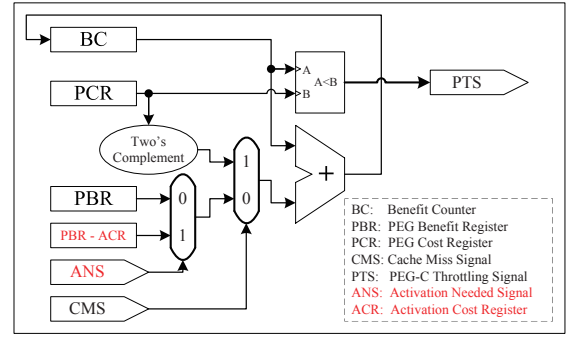 BC
PCR
A
B
A<B
PTS
Two's
Complement
+
1
0
PBR
0
PBR - ACR
1
ANS
CMS
BC: Benefit Counter
PBR: PEG Benefit Register
PCR: PEG Cost Register
CMS: Cache Miss Signal
PTS: PEG-C Throttling Signal
ANS: Activation Needed Signal
ACR: Activation Cost Register